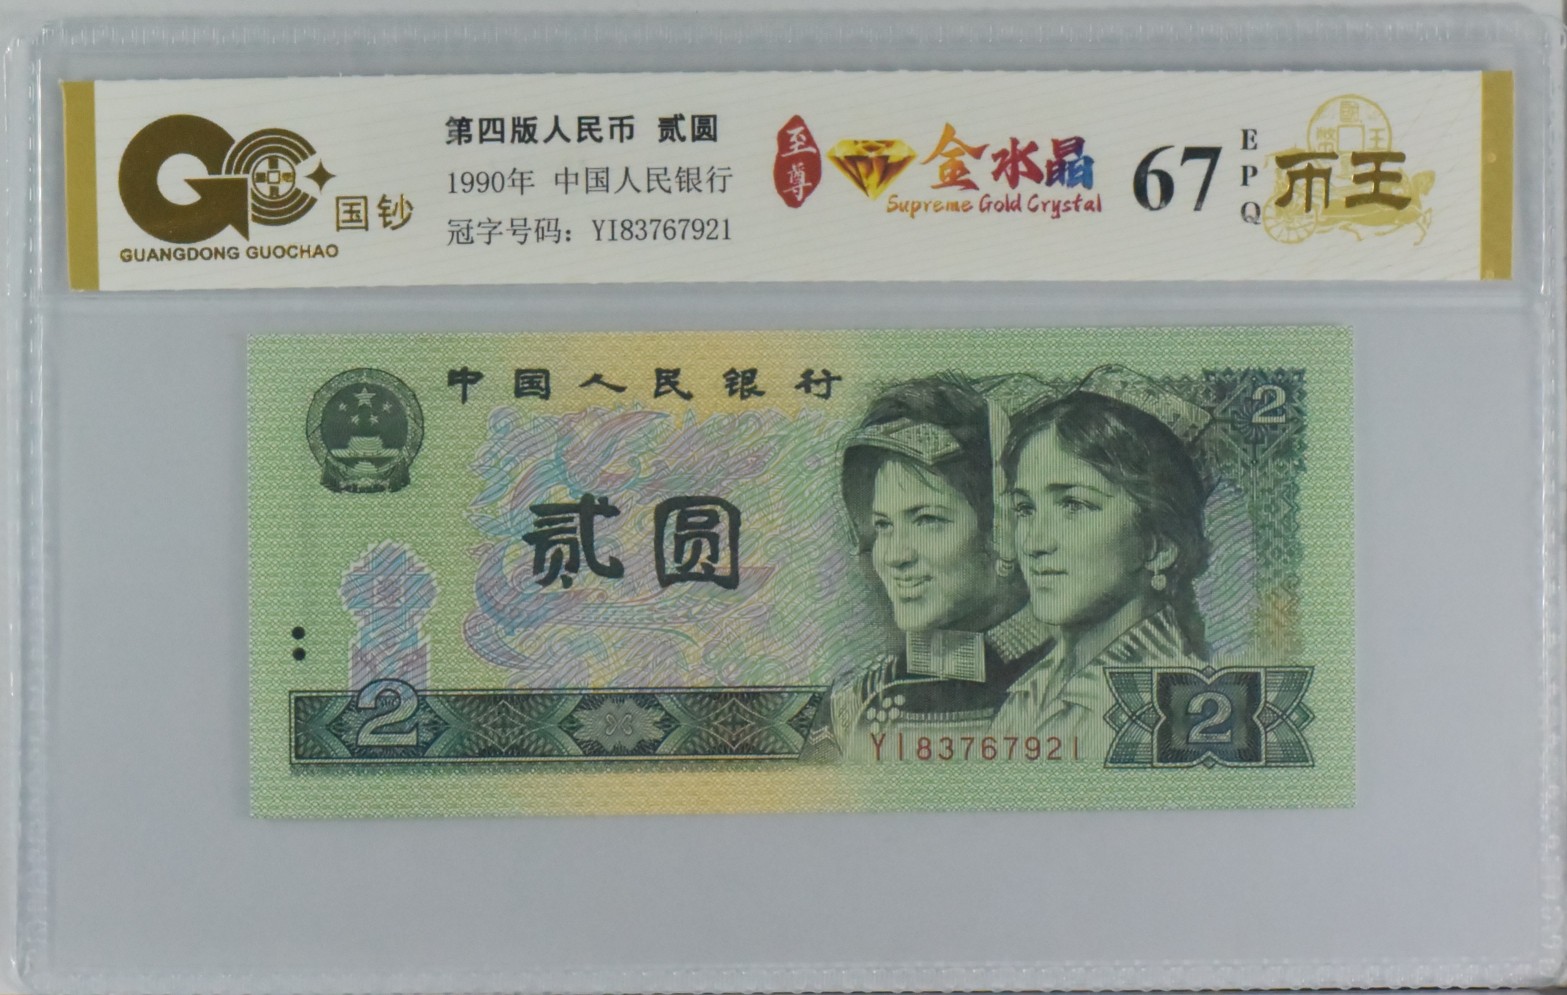 第四版人民币 贰圆
1990年 中国人民银行
冠字号码：YI83767921
国钞
GUANGDONG GUOCHAO
至尊
金水晶
Supreme Gold Crystal
67
EPQ
币王
中国人民银行
2
贰圆
2
YI83767921
2